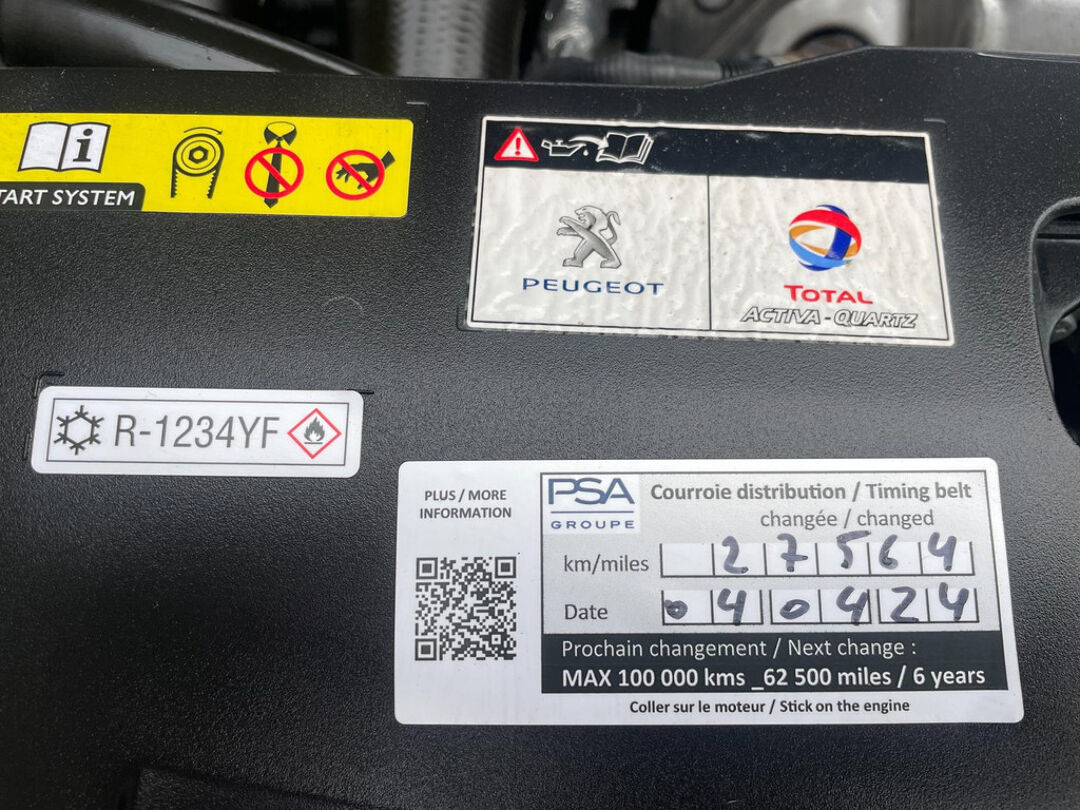 i
TART SYSTEM
PEUGEOT
TOTAL
ACTIVA - QUARTZ
R-1234YF
PLUS / MORE
INFORMATION
PSA
GROUPE
Courroie distribution / Timing belt
changée / changed
km/miles 27564
Date 040424
Prochain changement / Next change :
MAX 100 000 kms _62 500 miles / 6 years
Coller sur le moteur / Stick on the engine